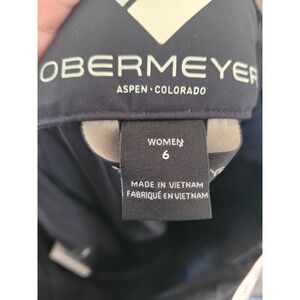 OBERMEYER
ASPEN • COLORADO
WOMEN
6
MADE IN VIETNAM
FABRIQUÉ EN VIETNAM